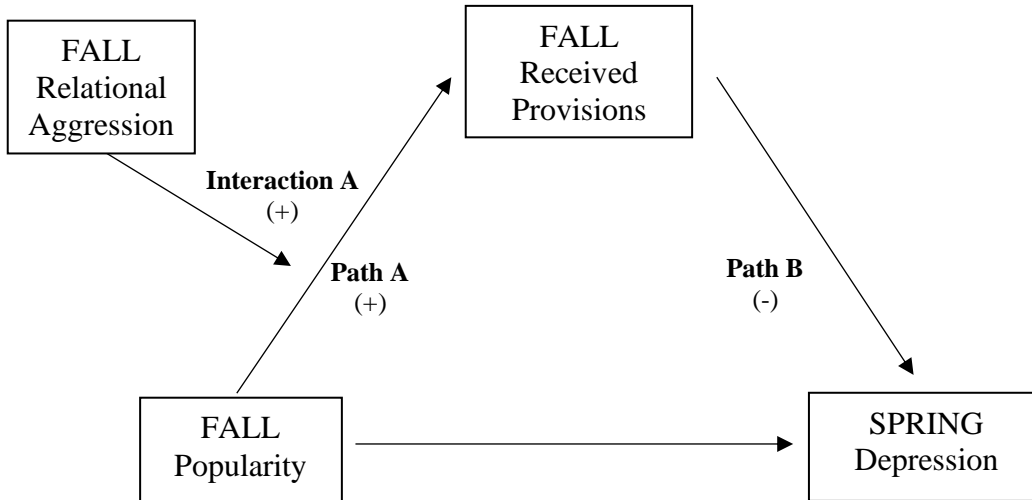 FALL
Relational
Aggression
FALL
Received
Provisions
Interaction A
(+)
Path A
(+)
Path B
(-)
FALL
Popularity
SPRING
Depression